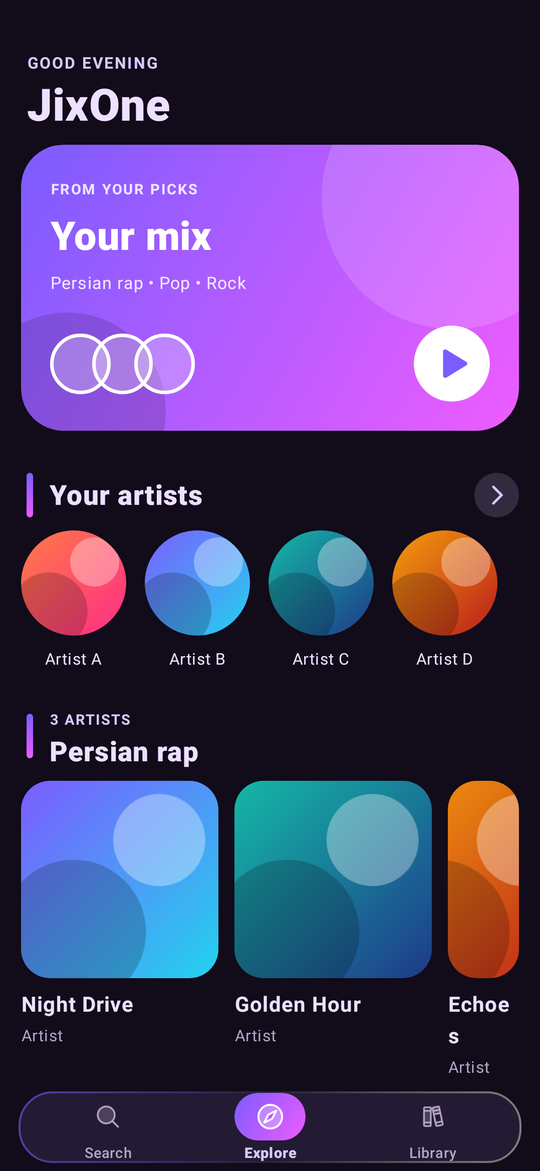 GOOD EVENING
JixOne
FROM YOUR PICKS
Your mix
Persian rap • Pop • Rock
Your artists
Artist A
Artist B
Artist C
Artist D
3 ARTISTS
Persian rap
Night Drive
Artist
Golden Hour
Artist
Echoe
s
Artist
Search
Explore
Library